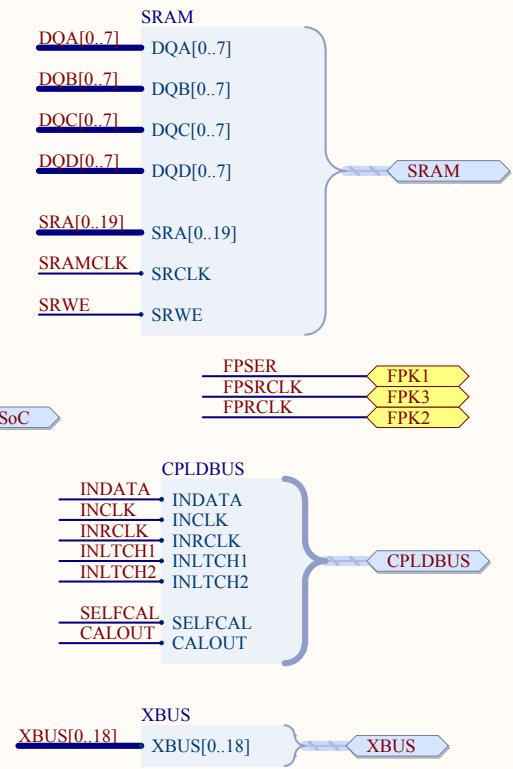 SRAM
DQA[0..7] DQA[0..7]
DQB[0..7] DQB[0..7]
DQC[0..7] DQC[0..7]
DQD[0..7] DQD[0..7] SRAM
SRA[0..19] SRA[0..19]
SRAMCLK SRCLK
SRWE SRWE
FPSER FPK1
FPSRCLK FPK3
FPRCLK FPK2
SoC
CPLDBUS
INDATA INDATA
INCLK INCLK
INRCLK INRCLK
INLTCH1 INLTCH1 CPLDBUS
INLTCH2 INLTCH2
SELFCAL SELFCAL
CALOUT CALOUT
XBUS
XBUS[0..18] XBUS[0..18] XBUS